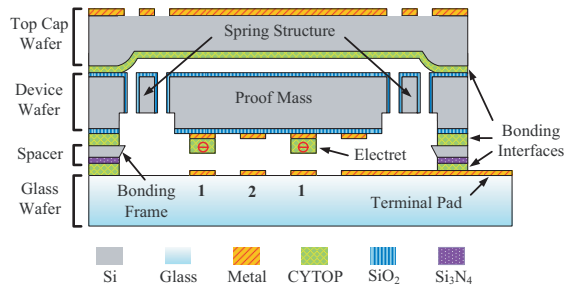 Top Cap
Wafer
Spring Structure
Device
Wafer
Proof Mass
Bonding
Interfaces
Spacer
Electret
Bonding
Frame
1
2
1
Terminal Pad
Glass
Wafer
Si
Glass
Metal
CYTOP
SiO2
Si3N4